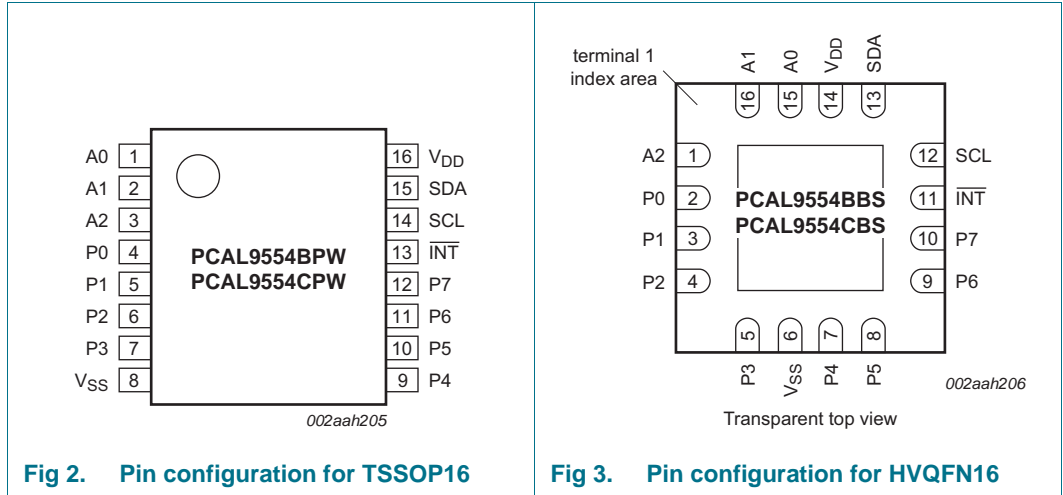 A0 1
A1 2
A2 3
P0 4
P1 5
P2 6
P3 7
VSS 8
PCAL9554BPW
PCAL9554CPW
16 VDD
15 SDA
14 SCL
13 INT
12 P7
11 P6
10 P5
9 P4
002aah205
Fig 2. Pin configuration for TSSOP16
terminal 1
index area
16 A1
15 A0
14 VDD
13 SDA
A2 1
P0 2
P1 3
P2 4
PCAL9554BBS
PCAL9554CBS
12 SCL
11 INT
10 P7
9 P6
5 P3
6 VSS
7 P4
8 P5
002aah206
Transparent top view
Fig 3. Pin configuration for HVQFN16